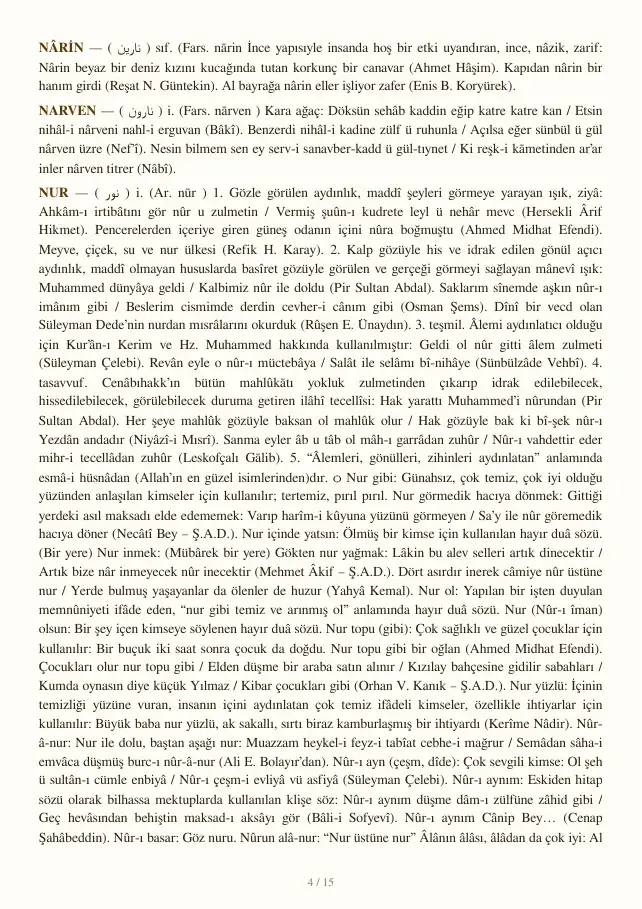 NÂRİN — ( نارين ) sıf. (Fars. nārin İnce yapısıyle insanda hoş bir etki uyandıran, ince, nâzik, zarif:
Nârin beyaz bir deniz kızını kucağında tutan korkunç bir canavar (Ahmet Hâşim). Kapıdan nârin bir
hanım girdi (Reşat N. Güntekin). Al bayrağa nârin eller işliyor zafer (Enis B. Koryürek).
NARVEN — ( نارون ) i. (Fars. nārven ) Kara ağaç: Döksün sehâb kaddin eğip katre katre kan / Etsin
nihâl-i nârveni nahl-i erguvan (Bâkî). Benzerdi nihâl-i kadine zülf ü ruhunla / Açılsa eğer sünbül ü gül
nârven üzre (Nef'î). Nesin bilmem sen ey serv-i sanavber-kadd ü gül-tıynet / Ki reşk-i kāmetinden ar'ar
inler nârven titrer (Nâbî).
NUR — ( نور ) i. (Ar. nūr ) 1. Gözle görülen aydınlık, maddî şeyleri görmeye yarayan ışık, ziyâ:
Ahkâm-ı irtibâtını gör nûr u zulmetin / Vermiş şuûn-ı kudrete leyl ü nehâr mevc (Hersekli Ârif
Hikmet). Pencerelerden içeriye giren güneş odanın içini nûra boğmuştu (Ahmed Midhat Efendi).
Meyve, çiçek, su ve nur ülkesi (Refik H. Karay). 2. Kalp gözüyle his ve idrak edilen gönül açıcı
aydınlık, maddî olmayan hususlarda basîret gözüyle görülen ve gerçeği görmeyi sağlayan mânevî ışık:
Muhammed dünyâya geldi / Kalbimiz nûr ile doldu (Pir Sultan Abdal). Saklarım sînemde aşkın nûr-ı
imânım gibi / Beslerim cismimde derdin cevher-i cânım gibi (Osman Şems). Dînî bir vecd olan
Süleyman Dede'nin nurdan mısrâlarını okurduk (Rûşen E. Ünaydın). 3. teşmil. Âlemi aydınlatıcı olduğu
için Kur'ân-ı Kerim ve Hz. Muhammed hakkında kullanılmıştır: Geldi ol nûr gitti âlem zulmeti
(Süleyman Çelebi). Revân eyle o nûr-ı müctebâya / Salât ile selâmı bî-nihâye (Sünbülzâde Vehbî). 4.
tasavvuf. Cenâbıhakk'ın bütün mahlûkātı yokluk zulmetinden çıkarıp idrak edilebilecek,
hissedilebilecek, görülebilecek duruma getiren ilâhî tecellîsi: Hak yarattı Muhammed'i nûrundan (Pir
Sultan Abdal). Her şeye mahlûk gözüyle baksan ol mahlûk olur / Hak gözüyle bak ki bî-şek nûr-ı
Yezdân andadır (Niyâzî-i Mısrî). Sanma eyler âb u tâb ol mâh-ı garrâdan zuhûr / Nûr-ı vahdettir eder
mihr-i tecellâdan zuhûr (Leskofçalı Gālib). 5. “Âlemleri, gönülleri, zihinleri aydınlatan” anlamında
esmâ-i hüsnâdan (Allah'ın en güzel isimlerinden)dır. ○ Nur gibi: Günahsız, çok temiz, çok iyi olduğu
yüzünden anlaşılan kimseler için kullanılır; tertemiz, pırıl pırıl. Nur görmedik hacıya dönmek: Gittiği
yerdeki asıl maksadı elde edememek: Varıp harîm-i kûyuna yüzünü görmeyen / Sa'y ile nûr göremedik
hacıya döner (Necâtî Bey – Ş.A.D.). Nur içinde yatsın: Ölmüş bir kimse için kullanılan hayır duâ sözü.
(Bir yere) Nur inmek: (Mübârek bir yere) Gökten nur yağmak: Lâkin bu alev selleri artık dinecektir /
Artık bize nâr inmeyecek nûr inecektir (Mehmet Âkif – Ş.A.D.). Dört asırdır inerek câmiye nûr üstüne
nur / Yerde bulmuş yaşayanlar da ölenler de huzur (Yahyâ Kemal). Nur ol: Yapılan bir işten duyulan
memnûniyeti ifâde eden, “nur gibi temiz ve arınmış ol” anlamında hayır duâ sözü. Nur (Nûr-ı îman)
olsun: Bir şey içen kimseye söylenen hayır duâ sözü. Nur topu (gibi): Çok sağlıklı ve güzel çocuklar için
kullanılır: Bir buçuk iki saat sonra çocuk da doğdu. Nur topu gibi bir oğlan (Ahmed Midhat Efendi).
Çocukları olur nur topu gibi / Elden düşme bir araba satın alınır / Kızılay bahçesine gidilir sabahları /
Kumda oynasın diye küçük Yılmaz / Kibar çocukları gibi (Orhan V. Kanık – Ş.A.D.). Nur yüzlü: İçinin
temizliği yüzüne vuran, insanın içini aydınlatan çok temiz ifâdeli kimseler, özellikle ihtiyarlar için
kullanılır: Büyük baba nur yüzlü, ak sakallı, sırtı biraz kamburlaşmış bir ihtiyardı (Kerîme Nâdir). Nûr-
â-nur: Nur ile dolu, baştan aşağı nur: Muazzam heykel-i feyz-i tabîat cebhe-i mağrur / Semâdan sâha-i
emvâca düşmüş burc-ı nûr-â-nur (Ali E. Bolayır'dan). Nûr-ı ayn (çeşm, dîde): Çok sevgili kimse: Ol şeh
ü sultân-ı cümle enbiyâ / Nûr-ı çeşm-i evliyâ vü asfiyâ (Süleyman Çelebi). Nûr-ı aynım: Eskiden hitap
sözü olarak bilhassa mektuplarda kullanılan klişe söz: Nûr-ı aynım düşme dâm-ı zülfüne zâhid gibi /
Geç hevâsından behiştin maksad-ı aksâyı gör (Bâli-i Sofyevî). Nûr-ı aynım Cânip Bey… (Cenap
Şahâbeddin). Nûr-ı basar: Göz nuru. Nûrun alâ-nur: “Nur üstüne nur” Âlânın âlâsı, âlâdan da çok iyi: Al
4 / 15